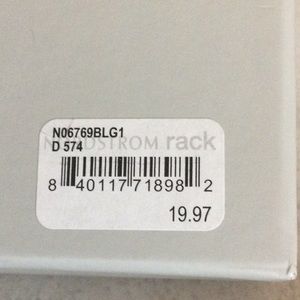 N06769BLG1
NORDSTROM rack
D 574
8 40117 71898 2
19.97